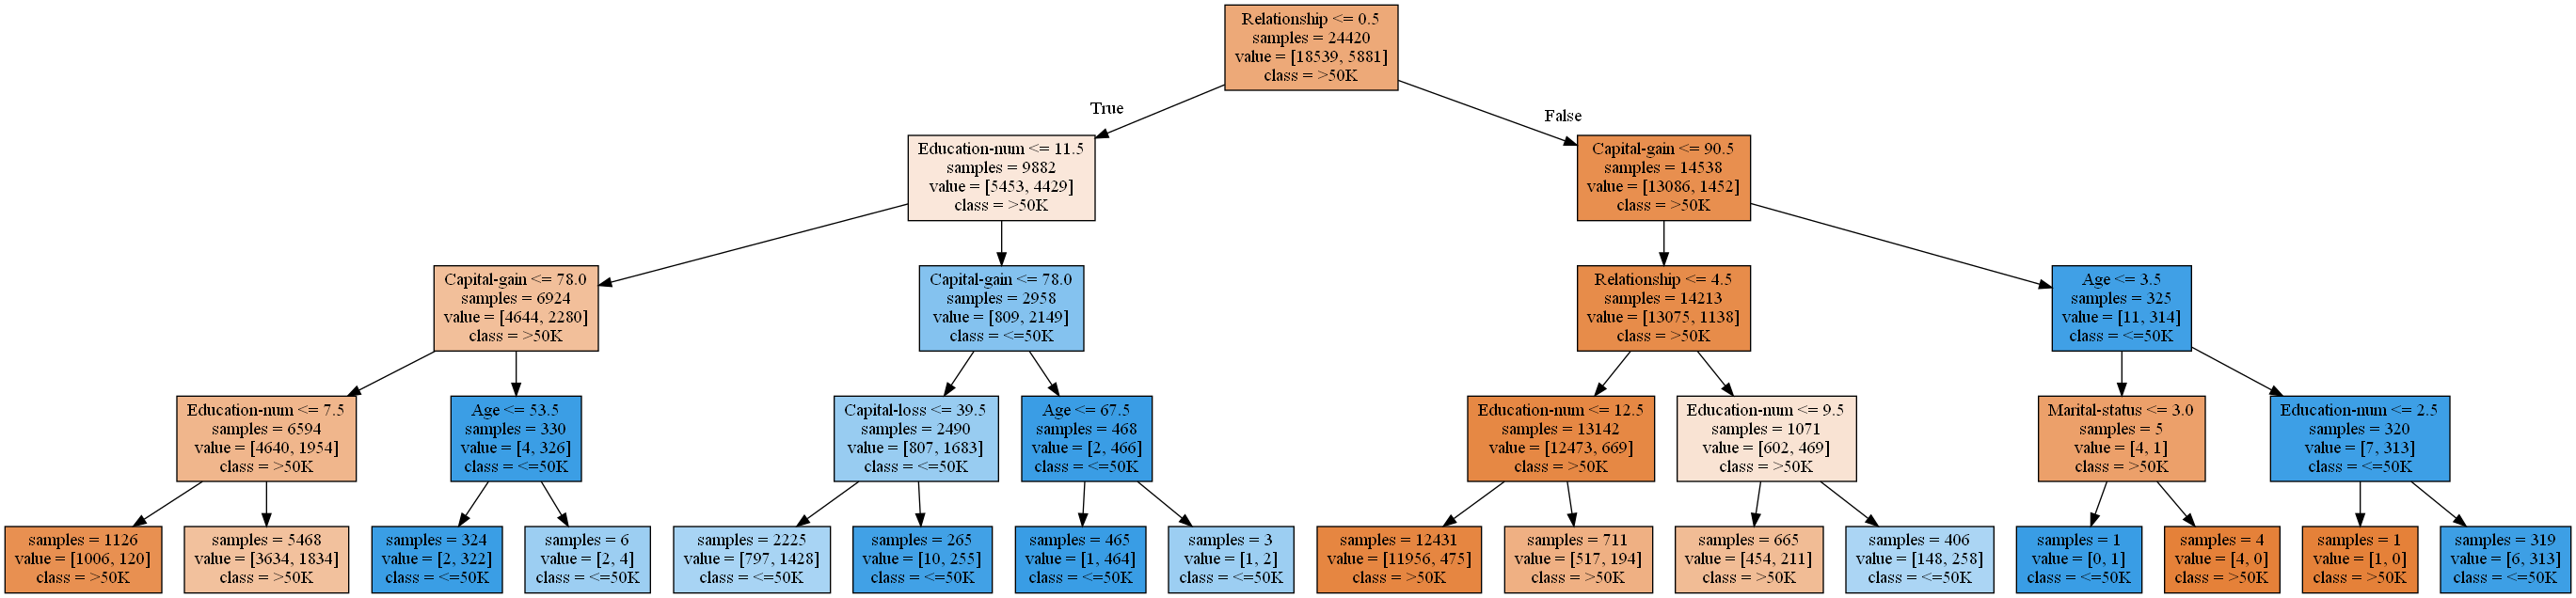 Relationship <= 0.5
samples = 24420
value = [18539, 5881]
class = >50K
True
False
Education-num <= 11.5
samples = 9882
value = [5453, 4429]
class = >50K
Capital-gain <= 90.5
samples = 14538
value = [13086, 1452]
class = >50K
Capital-gain <= 78.0
samples = 6924
value = [4644, 2280]
class = >50K
Capital-gain <= 78.0
samples = 2958
value = [809, 2149]
class = <=50K
Relationship <= 4.5
samples = 14213
value = [13075, 1138]
class = >50K
Age <= 3.5
samples = 325
value = [11, 314]
class = <=50K
Education-num <= 7.5
samples = 6594
value = [4640, 1954]
class = >50K
Age <= 53.5
samples = 330
value = [4, 326]
class = <=50K
Capital-loss <= 39.5
samples = 2490
value = [807, 1683]
class = <=50K
Age <= 67.5
samples = 468
value = [2, 466]
class = <=50K
Education-num <= 12.5
samples = 13142
value = [12473, 669]
class = >50K
Education-num <= 9.5
samples = 1071
value = [602, 469]
class = >50K
Marital-status <= 3.0
samples = 5
value = [4, 1]
class = >50K
Education-num <= 2.5
samples = 320
value = [7, 313]
class = <=50K
samples = 1126
value = [1006, 120]
class = >50K
samples = 5468
value = [3634, 1834]
class = >50K
samples = 324
value = [2, 322]
class = <=50K
samples = 6
value = [2, 4]
class = <=50K
samples = 2225
value = [797, 1428]
class = <=50K
samples = 265
value = [10, 255]
class = <=50K
samples = 465
value = [1, 464]
class = <=50K
samples = 3
value = [1, 2]
class = <=50K
samples = 12431
value = [11956, 475]
class = >50K
samples = 711
value = [517, 194]
class = >50K
samples = 665
value = [454, 211]
class = >50K
samples = 406
value = [148, 258]
class = <=50K
samples = 1
value = [0, 1]
class = <=50K
samples = 4
value = [4, 0]
class = >50K
samples = 1
value = [1, 0]
class = >50K
samples = 319
value = [6, 313]
class = <=50K